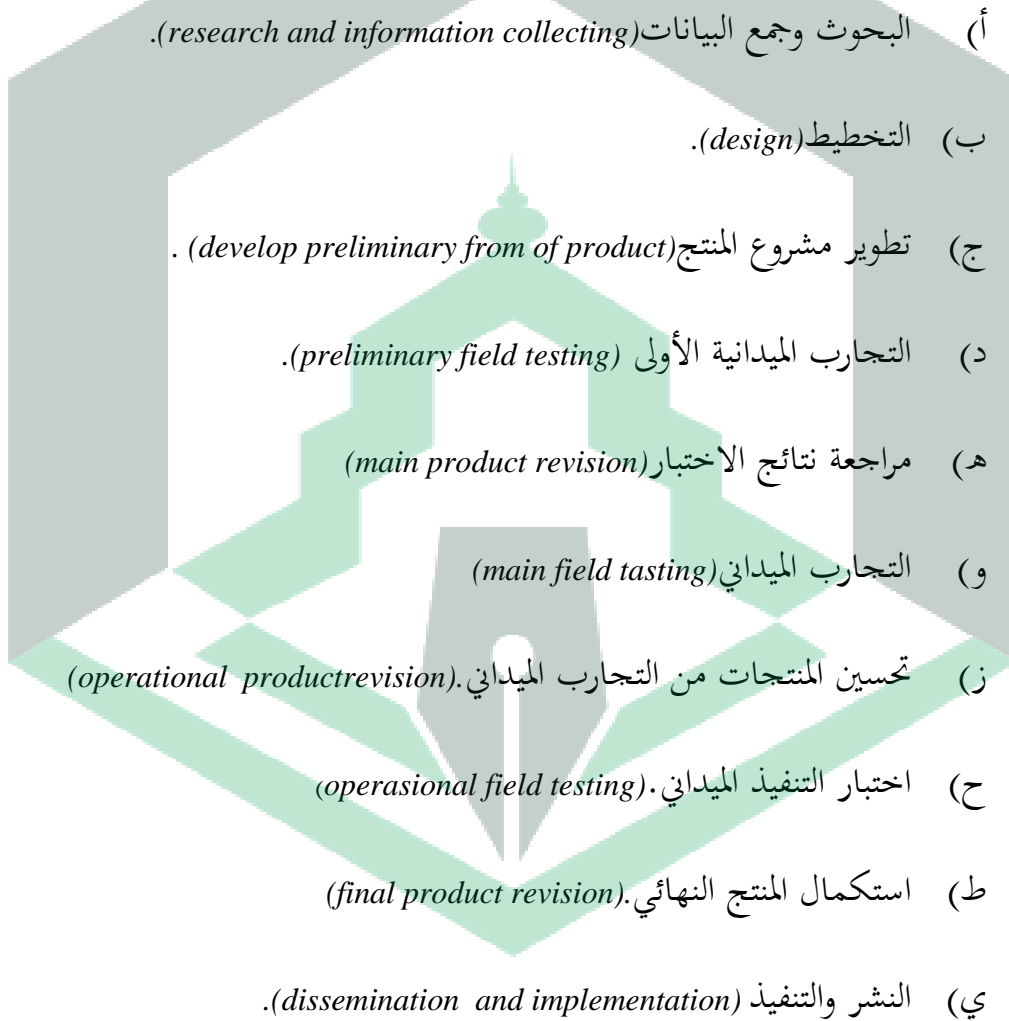 أ) البحوث وجمع البيانات(research and information collecting).
ب) التخطيط(design).
ج) تطوير مشروع المنتج(develop preliminary from of product) .
د) التجارب الميدانية الأولى (preliminary field testing).
ه) مراجعة نتائج الاختبار(main product revision)
و) التجارب الميداني(main field tasting)
ز) تحسين المنتجات من التجارب الميداني.(operational productrevision)
ح) اختبار التنفيذ الميداني.(operasional field testing)
ط) استكمال المنتج النهائي.(final product revision)
ي) النشر والتنفيذ (dissemination and implementation).